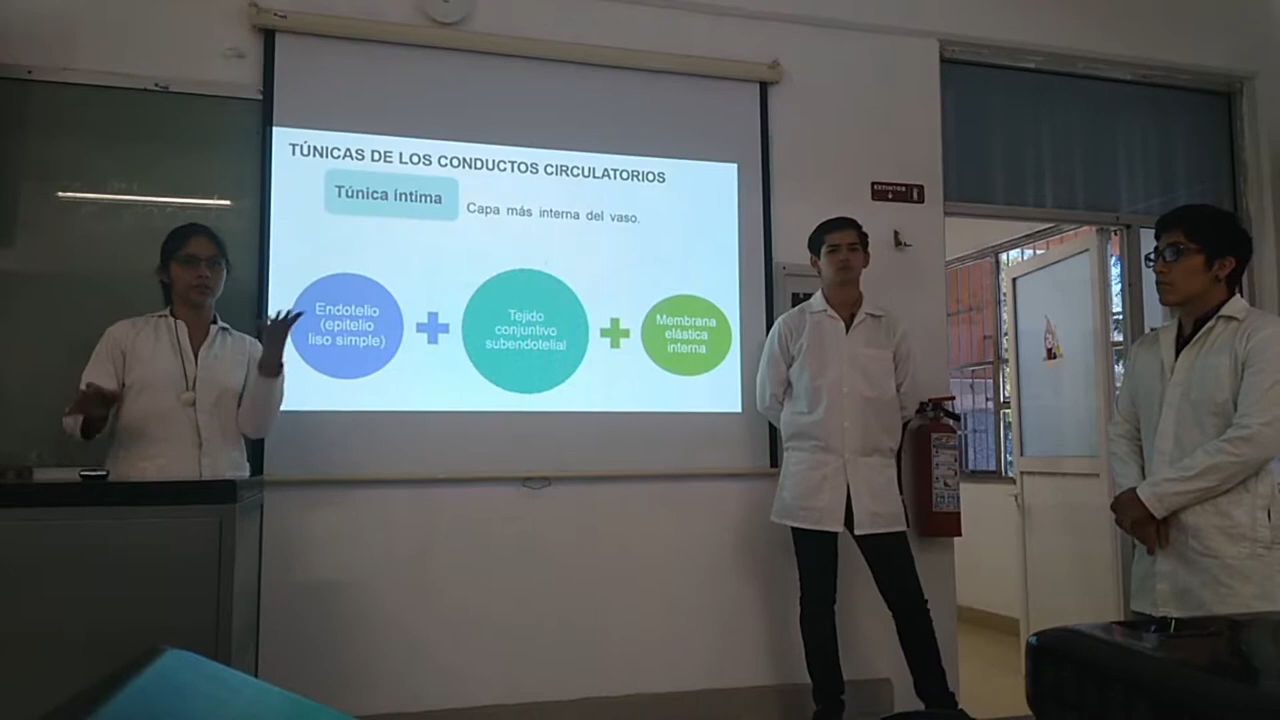 TÚNICAS DE LOS CONDUCTOS CIRCULATORIOS
Túnica íntima
Capa más interna del vaso.
Endotelio
(epitelio
liso simple)
Tejido
conjuntivo
subendotelial
Membrana
elástica
interna
EXTINTOR